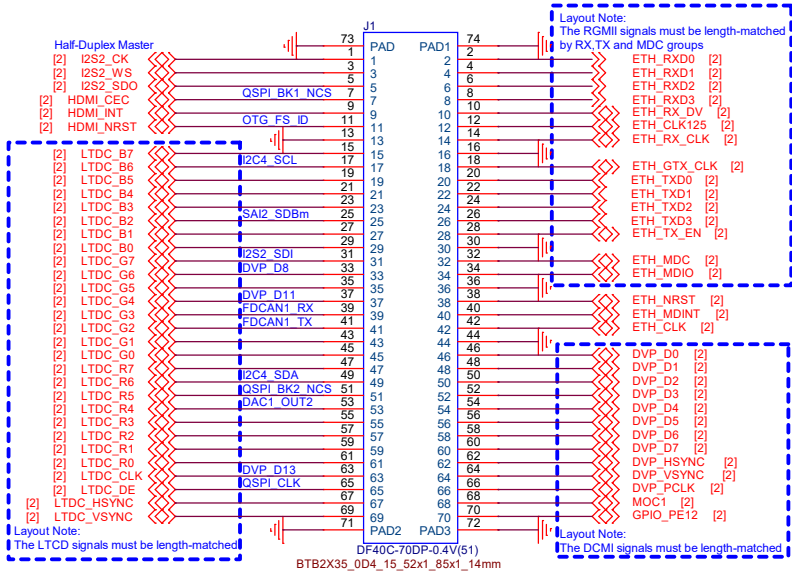 Layout Note:
The RGMII signals must be length-matched
by RX,TX and MDC groups
J1
Half-Duplex Master
73 PAD PAD1 74
[2] I2S2_CK 1 1 2 2 ETH_RXD0 [2]
[2] I2S2_WS 3 3 4 4 ETH_RXD1 [2]
[2] I2S2_SDO 5 5 6 6 ETH_RXD2 [2]
[2] HDMI_CEC QSPI_BK1_NCS 7 7 8 8 ETH_RXD3 [2]
[2] HDMI_INT 9 9 10 10 ETH_RX_DV [2]
[2] HDMI_NRST OTG_FS_ID 11 11 12 12 ETH_CLK125 [2]
13 13 14 14 ETH_RX_CLK [2]
[2] LTDC_B7 15 15 16 16
[2] LTDC_B6 I2C4_SCL 17 17 18 18 ETH_GTX_CLK [2]
[2] LTDC_B5 19 19 20 20 ETH_TXD0 [2]
[2] LTDC_B4 21 21 22 22 ETH_TXD1 [2]
[2] LTDC_B3 23 23 24 24 ETH_TXD2 [2]
[2] LTDC_B2 SAI2_SDBm 25 25 26 26 ETH_TXD3 [2]
[2] LTDC_B1 27 27 28 28 ETH_TX_EN [2]
[2] LTDC_B0 29 29 30 30
[2] LTDC_G7 I2S2_SDI 31 31 32 32 ETH_MDC [2]
[2] LTDC_G6 DVP_D8 33 33 34 34 ETH_MDIO [2]
[2] LTDC_G5 35 35 36 36
[2] LTDC_G4 DVP_D11 37 37 38 38 ETH_NRST [2]
[2] LTDC_G3 FDCAN1_RX 39 39 40 40 ETH_MDINT [2]
[2] LTDC_G2 FDCAN1_TX 41 41 42 42 ETH_CLK [2]
[2] LTDC_G1 43 43 44 44
[2] LTDC_G0 45 45 46 46 DVP_D0 [2]
[2] LTDC_R7 47 47 48 48 DVP_D1 [2]
[2] LTDC_R6 I2C4_SDA 49 49 50 50 DVP_D2 [2]
[2] LTDC_R5 QSPI_BK2_NCS 51 51 52 52 DVP_D3 [2]
[2] LTDC_R4 DAC1_OUT2 53 53 54 54 DVP_D4 [2]
[2] LTDC_R3 55 55 56 56 DVP_D5 [2]
[2] LTDC_R2 57 57 58 58 DVP_D6 [2]
[2] LTDC_R1 59 59 60 60 DVP_D7 [2]
[2] LTDC_R0 61 61 62 62 DVP_HSYNC [2]
[2] LTDC_CLK DVP_D13 63 63 64 64 DVP_VSYNC [2]
[2] LTDC_DE QSPI_CLK 65 65 66 66 DVP_PCLK [2]
[2] LTDC_HSYNC 67 67 68 68 MOC1 [2]
[2] LTDC_VSYNC 69 69 70 70 GPIO_PE12 [2]
71 PAD2 PAD3 72
Layout Note:
The LTCD signals must be length-matched
Layout Note:
The DCMI signals must be length-matched
DF40C-70DP-0.4V(51)
BTB2X35_0D4_15_52x1_85x1_14mm